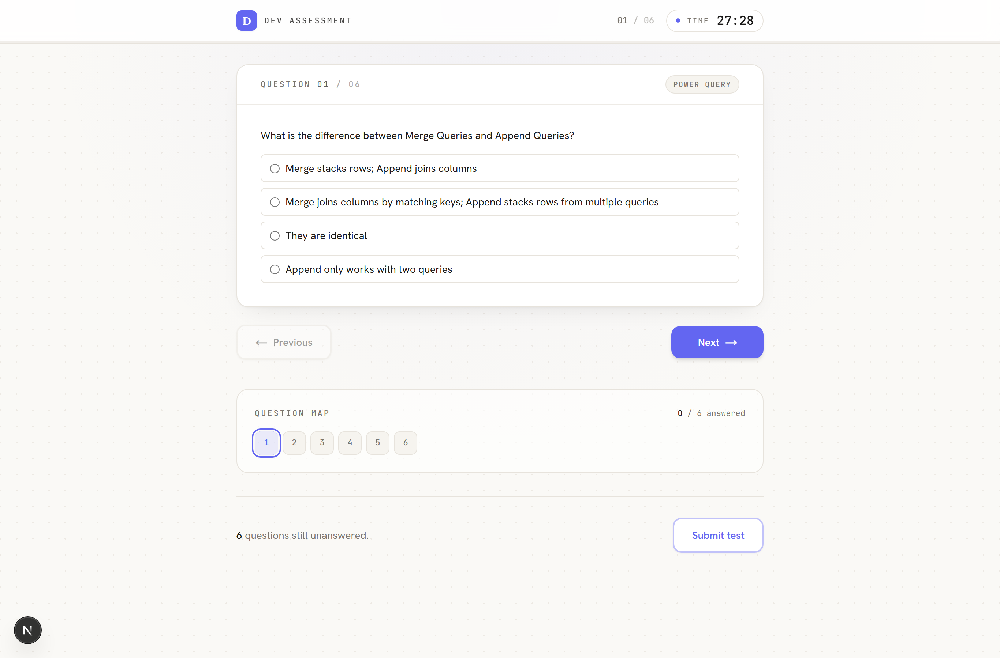 D DEV ASSESSMENT 01 / 06 TIME 27:28
QUESTION 01 / 06 POWER QUERY
What is the difference between Merge Queries and Append Queries?
Merge stacks rows; Append joins columns
Merge joins columns by matching keys; Append stacks rows from multiple queries
They are identical
Append only works with two queries
← Previous Next →
QUESTION MAP 0 / 6 answered
1 2 3 4 5 6
6 questions still unanswered. Submit test
N